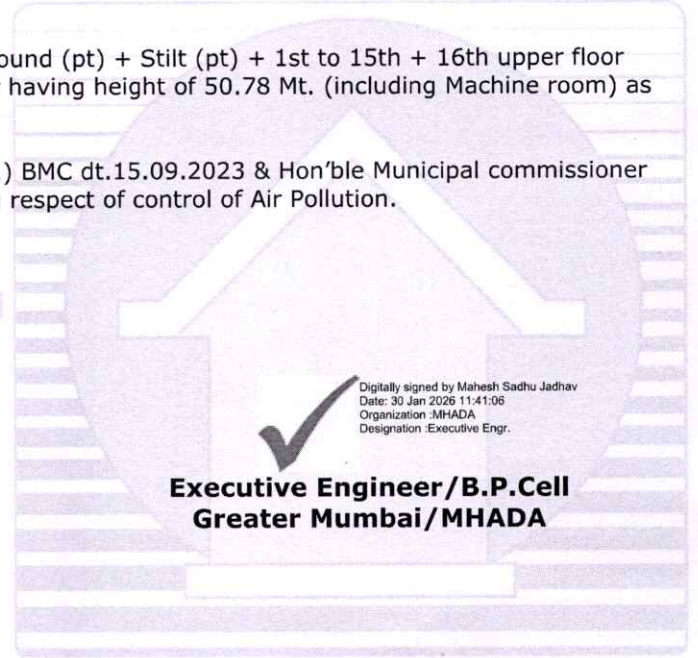 ound (pt) + Stilt (pt) + 1st to 15th + 16th upper floor
having height of 50.78 Mt. (including Machine room) as
) BMC dt.15.09.2023 & Hon'ble Municipal commissioner
respect of control of Air Pollution.
Digitally signed by Mahesh Sadhu Jadhav
Date: 30 Jan 2026 11:41:06
Organization :MHADA
Designation :Executive Engr.
Executive Engineer/B.P.Cell
Greater Mumbai/MHADA